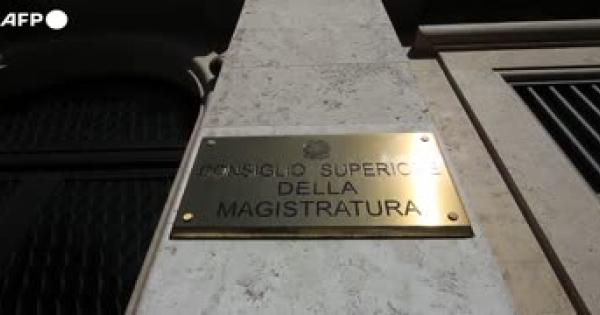 AFP
CONSIGLIO SUPERIORE
DELLA
MAGISTRATURA